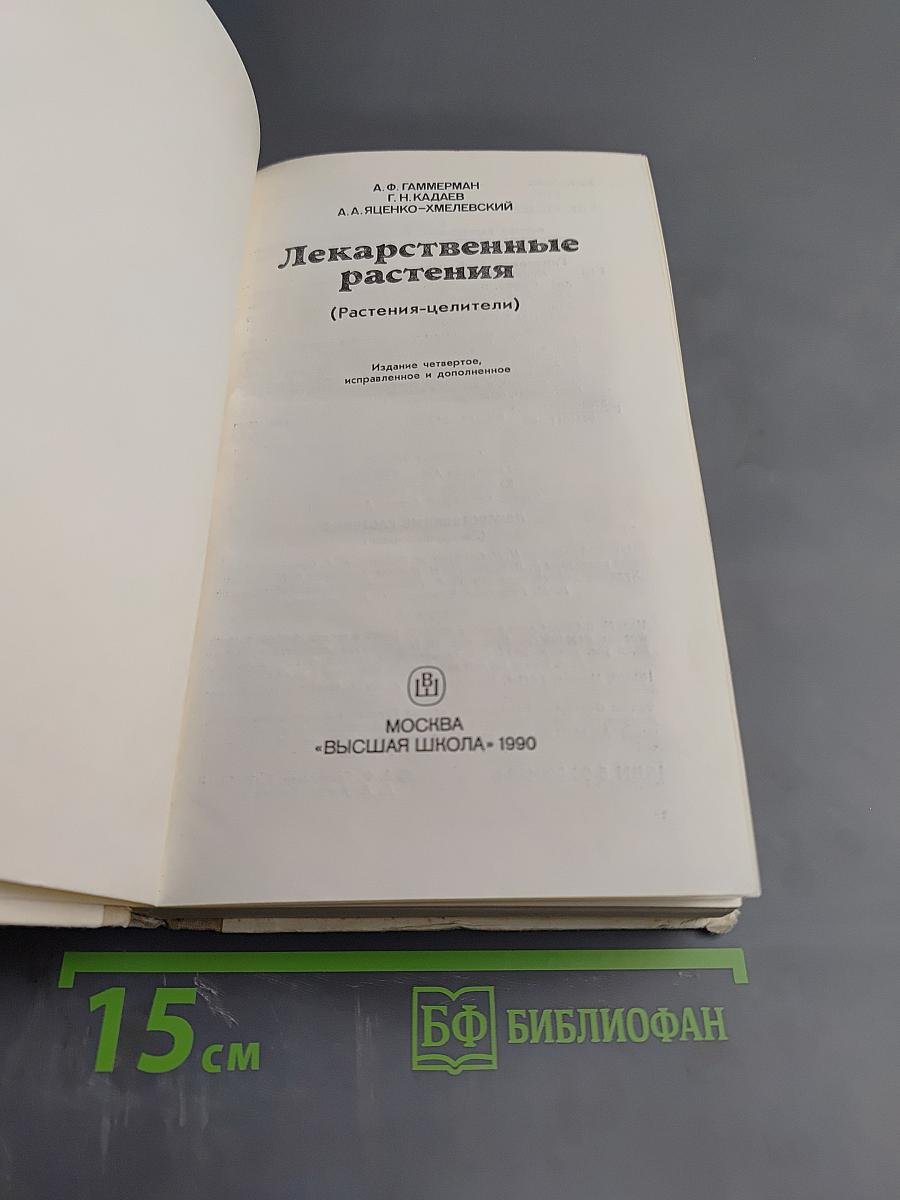 А. Ф. ГАММЕРМАН
Г. Н. КАДАЕВ
А. А. ЯЦЕНКО-ХМЕЛЕВСКИЙ
Лекарственные
растения
(Растения-целители)
Издание четвертое,
исправленное и дополненное
ВШ
МОСКВА
«ВЫСШАЯ ШКОЛА» 1990
15 см
БФ БИБЛИОФАН